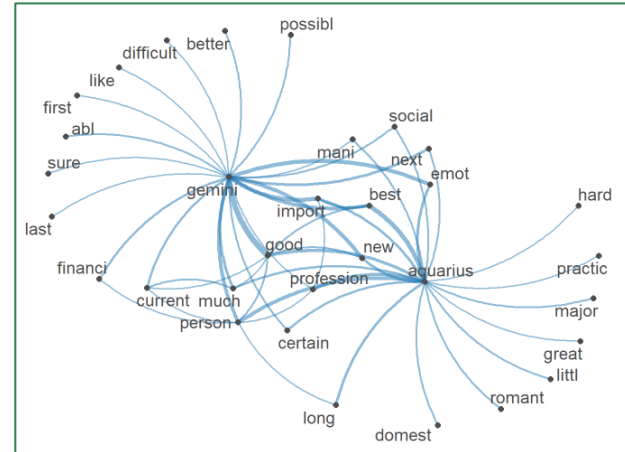 possibl
better
difficult
like
first
abl
sure
last
gemini
social
mani
next
emot
best
import
hard
good
new
aquarius
practic
financi
current
much
profession
person
major
certain
great
littl
romant
long
domest